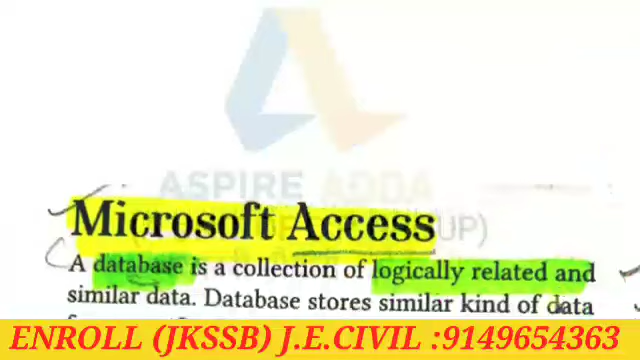 ASPIRE ADDA
Microsoft Access
UP)
A database is a collection of logically related and
similar data. Database stores similar kind of data
ENROLL (JKSSB) J.E.CIVIL :9149654363